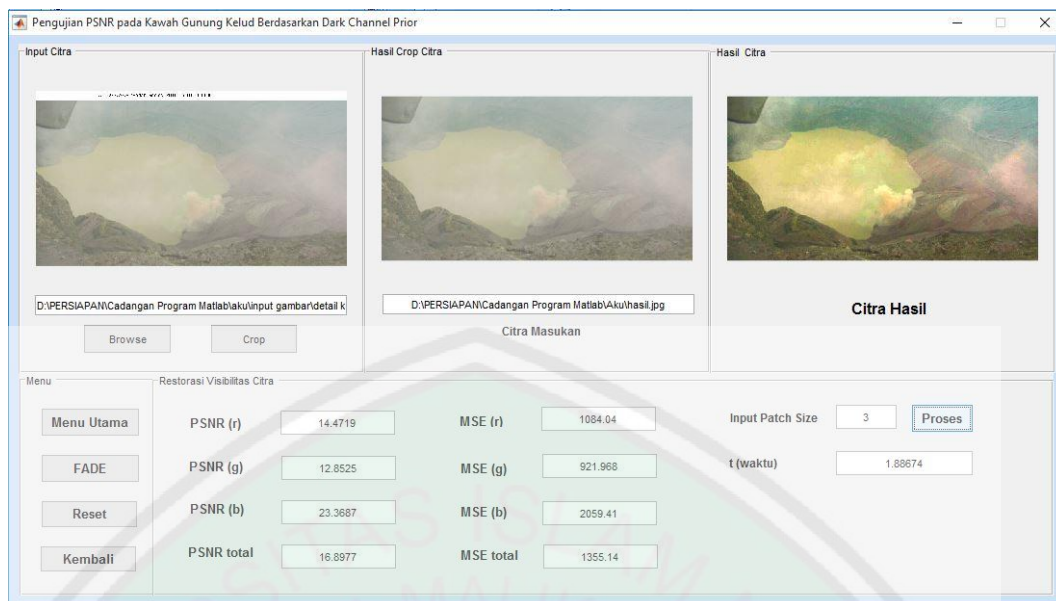 Pengujian PSNR pada Kawah Gunung Kelud Berdasarkan Dark Channel Prior
Input Citra
Hasil Crop Citra
Hasil Citra
D:\PERSIAPAN\Cadangan Program Matlab\aku\input gambar\detail k
D:\PERSIAPAN\Cadangan Program Matlab\Aku\hasil.jpg
Citra Hasil
Browse
Crop
Citra Masukan
Menu
Restorasi Visibilitas Citra
Menu Utama
FADE
Reset
Kembali
PSNR (r) 14.4719
PSNR (g) 12.8525
PSNR (b) 23.3687
PSNR total 16.8977
MSE (r) 1084.04
MSE (g) 921.968
MSE (b) 2059.41
MSE total 1355.14
Input Patch Size 3 Proses
t (waktu) 1.88674
SITAS ISLAM